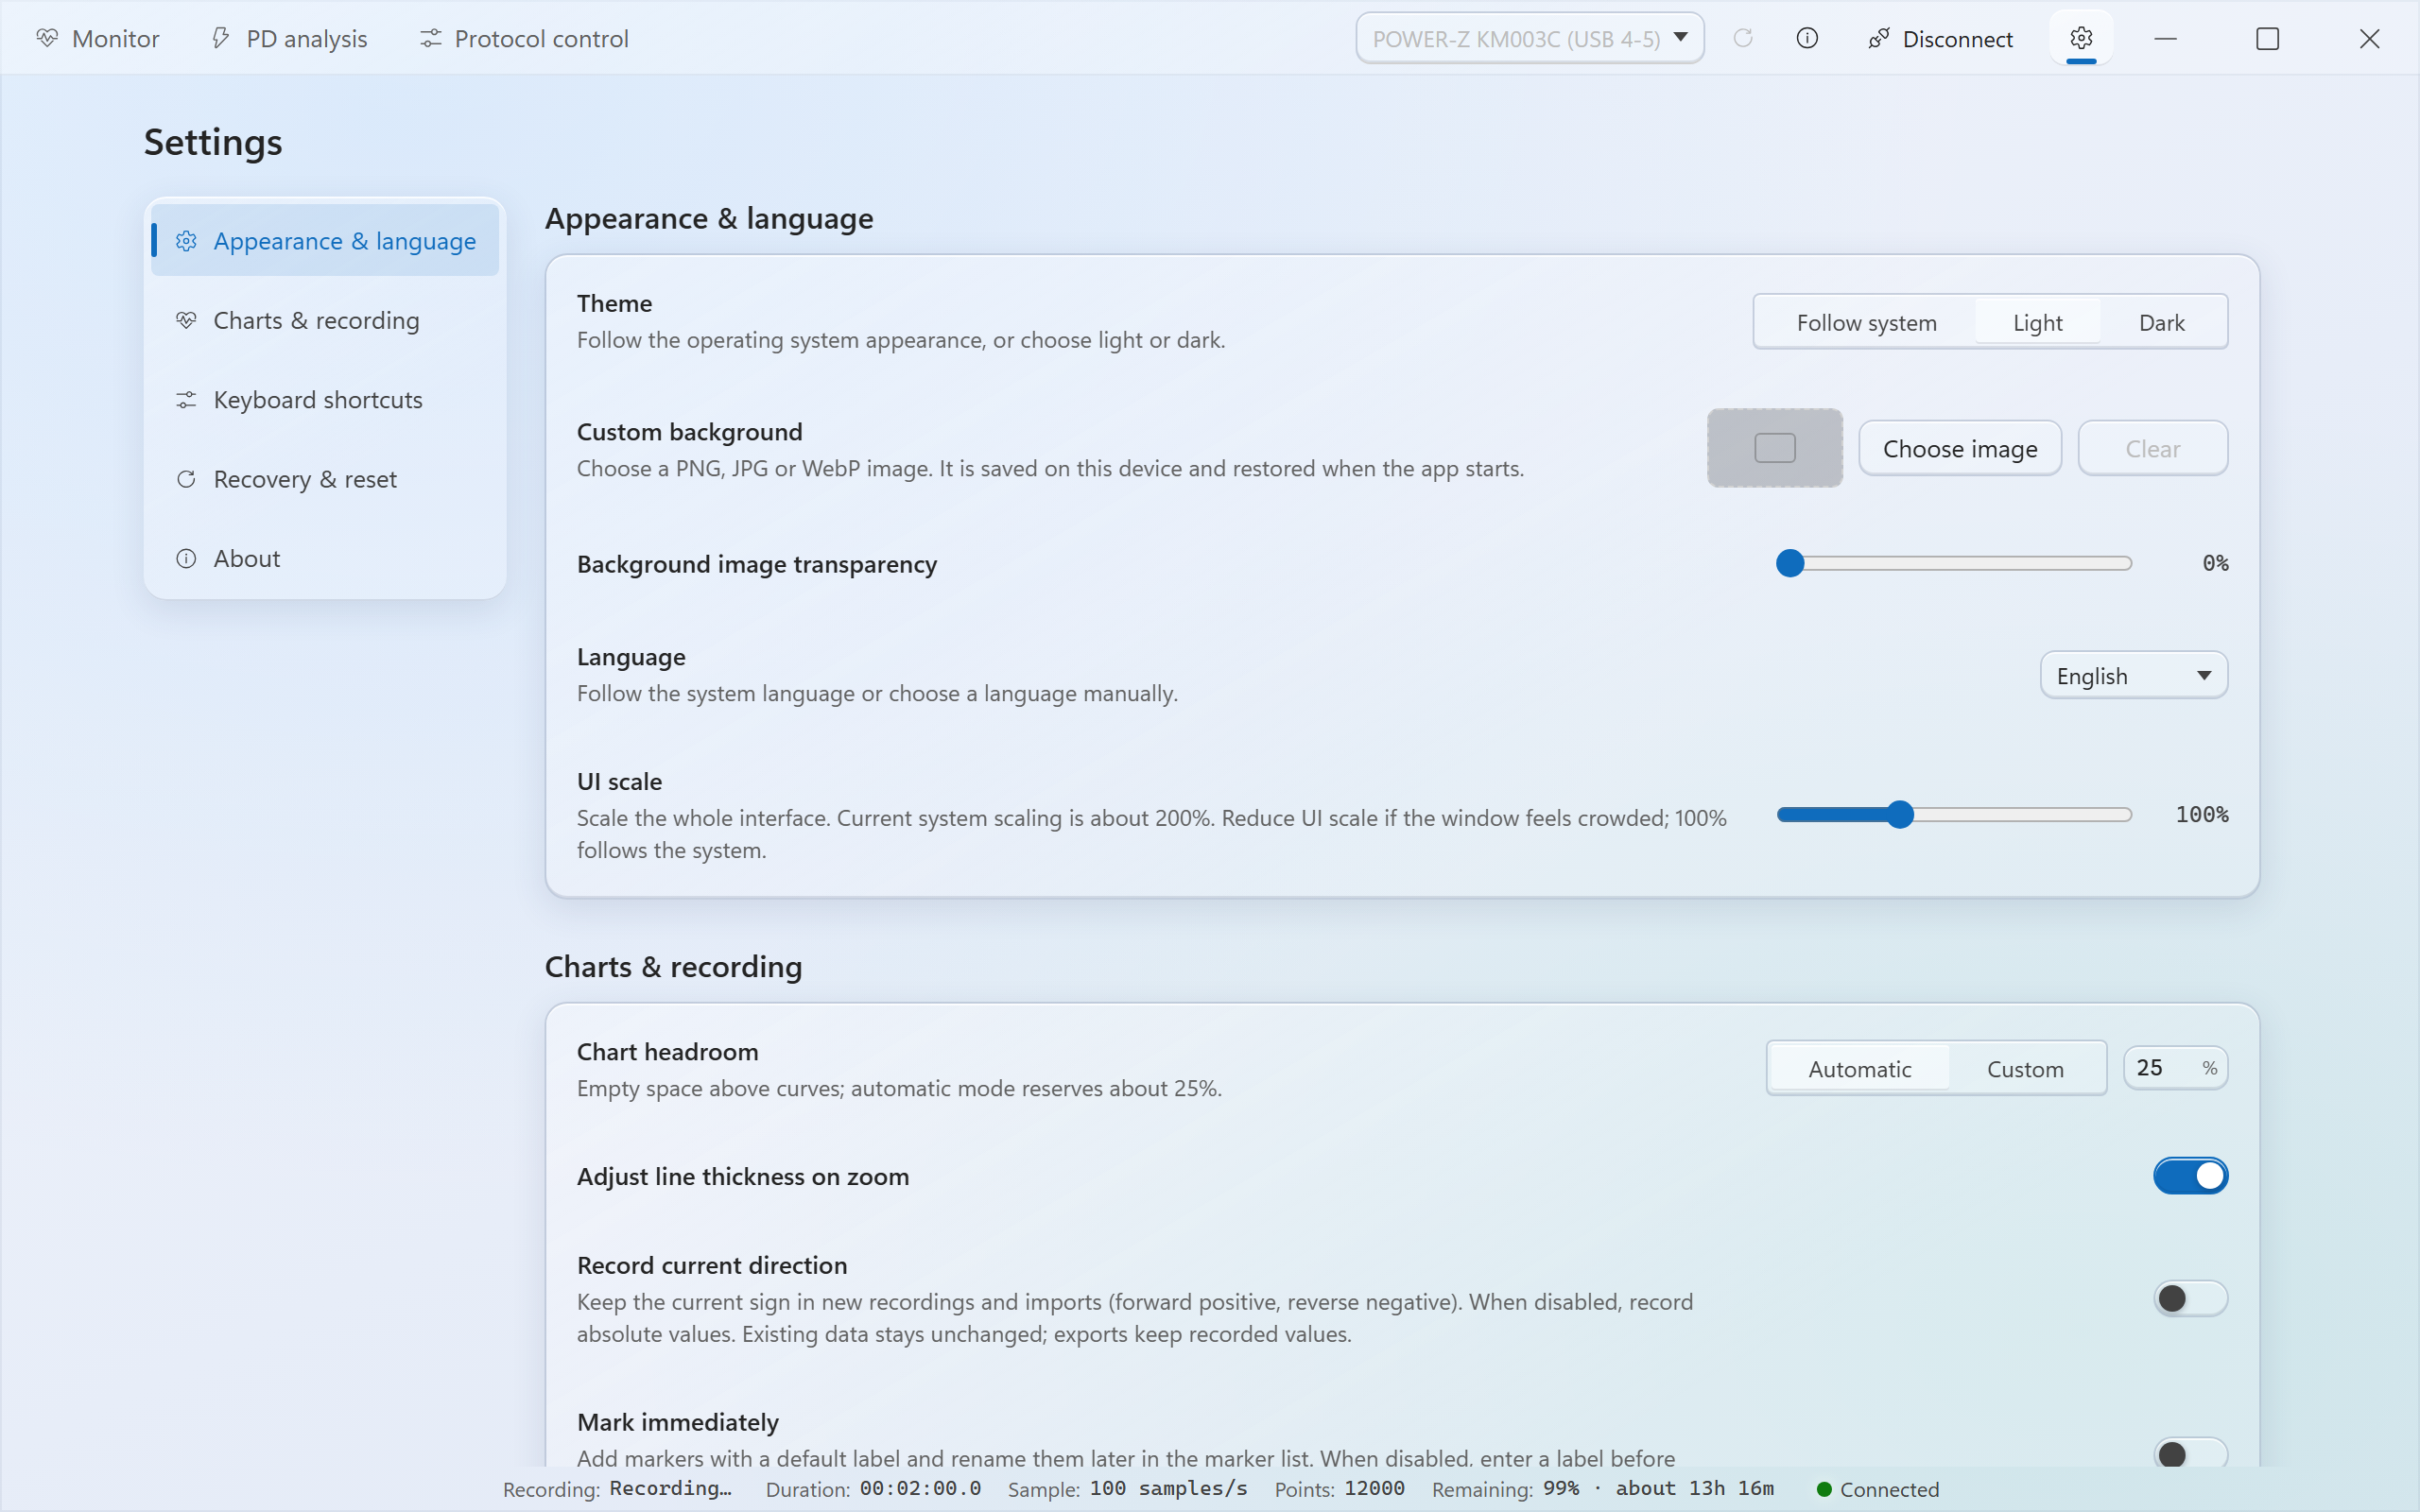 Monitor
PD analysis
Protocol control
POWER-Z KM003C (USB 4-5)
Disconnect
Settings
Appearance & language
Charts & recording
Keyboard shortcuts
Recovery & reset
About
Appearance & language
Theme
Follow the operating system appearance, or choose light or dark.
Follow system
Light
Dark
Custom background
Choose a PNG, JPG or WebP image. It is saved on this device and restored when the app starts.
Choose image
Clear
Background image transparency
0%
Language
Follow the system language or choose a language manually.
English
UI scale
Scale the whole interface. Current system scaling is about 200%. Reduce UI scale if the window feels crowded; 100%
follows the system.
100%
Charts & recording
Chart headroom
Empty space above curves; automatic mode reserves about 25%.
Automatic
Custom
25 %
Adjust line thickness on zoom
Record current direction
Keep the current sign in new recordings and imports (forward positive, reverse negative). When disabled, record
absolute values. Existing data stays unchanged; exports keep recorded values.
Mark immediately
Add markers with a default label and rename them later in the marker list. When disabled, enter a label before
Recording: Recording… Duration: 00:02:00.0 Sample: 100 samples/s Points: 12000 Remaining: 99% · about 13h 16m Connected